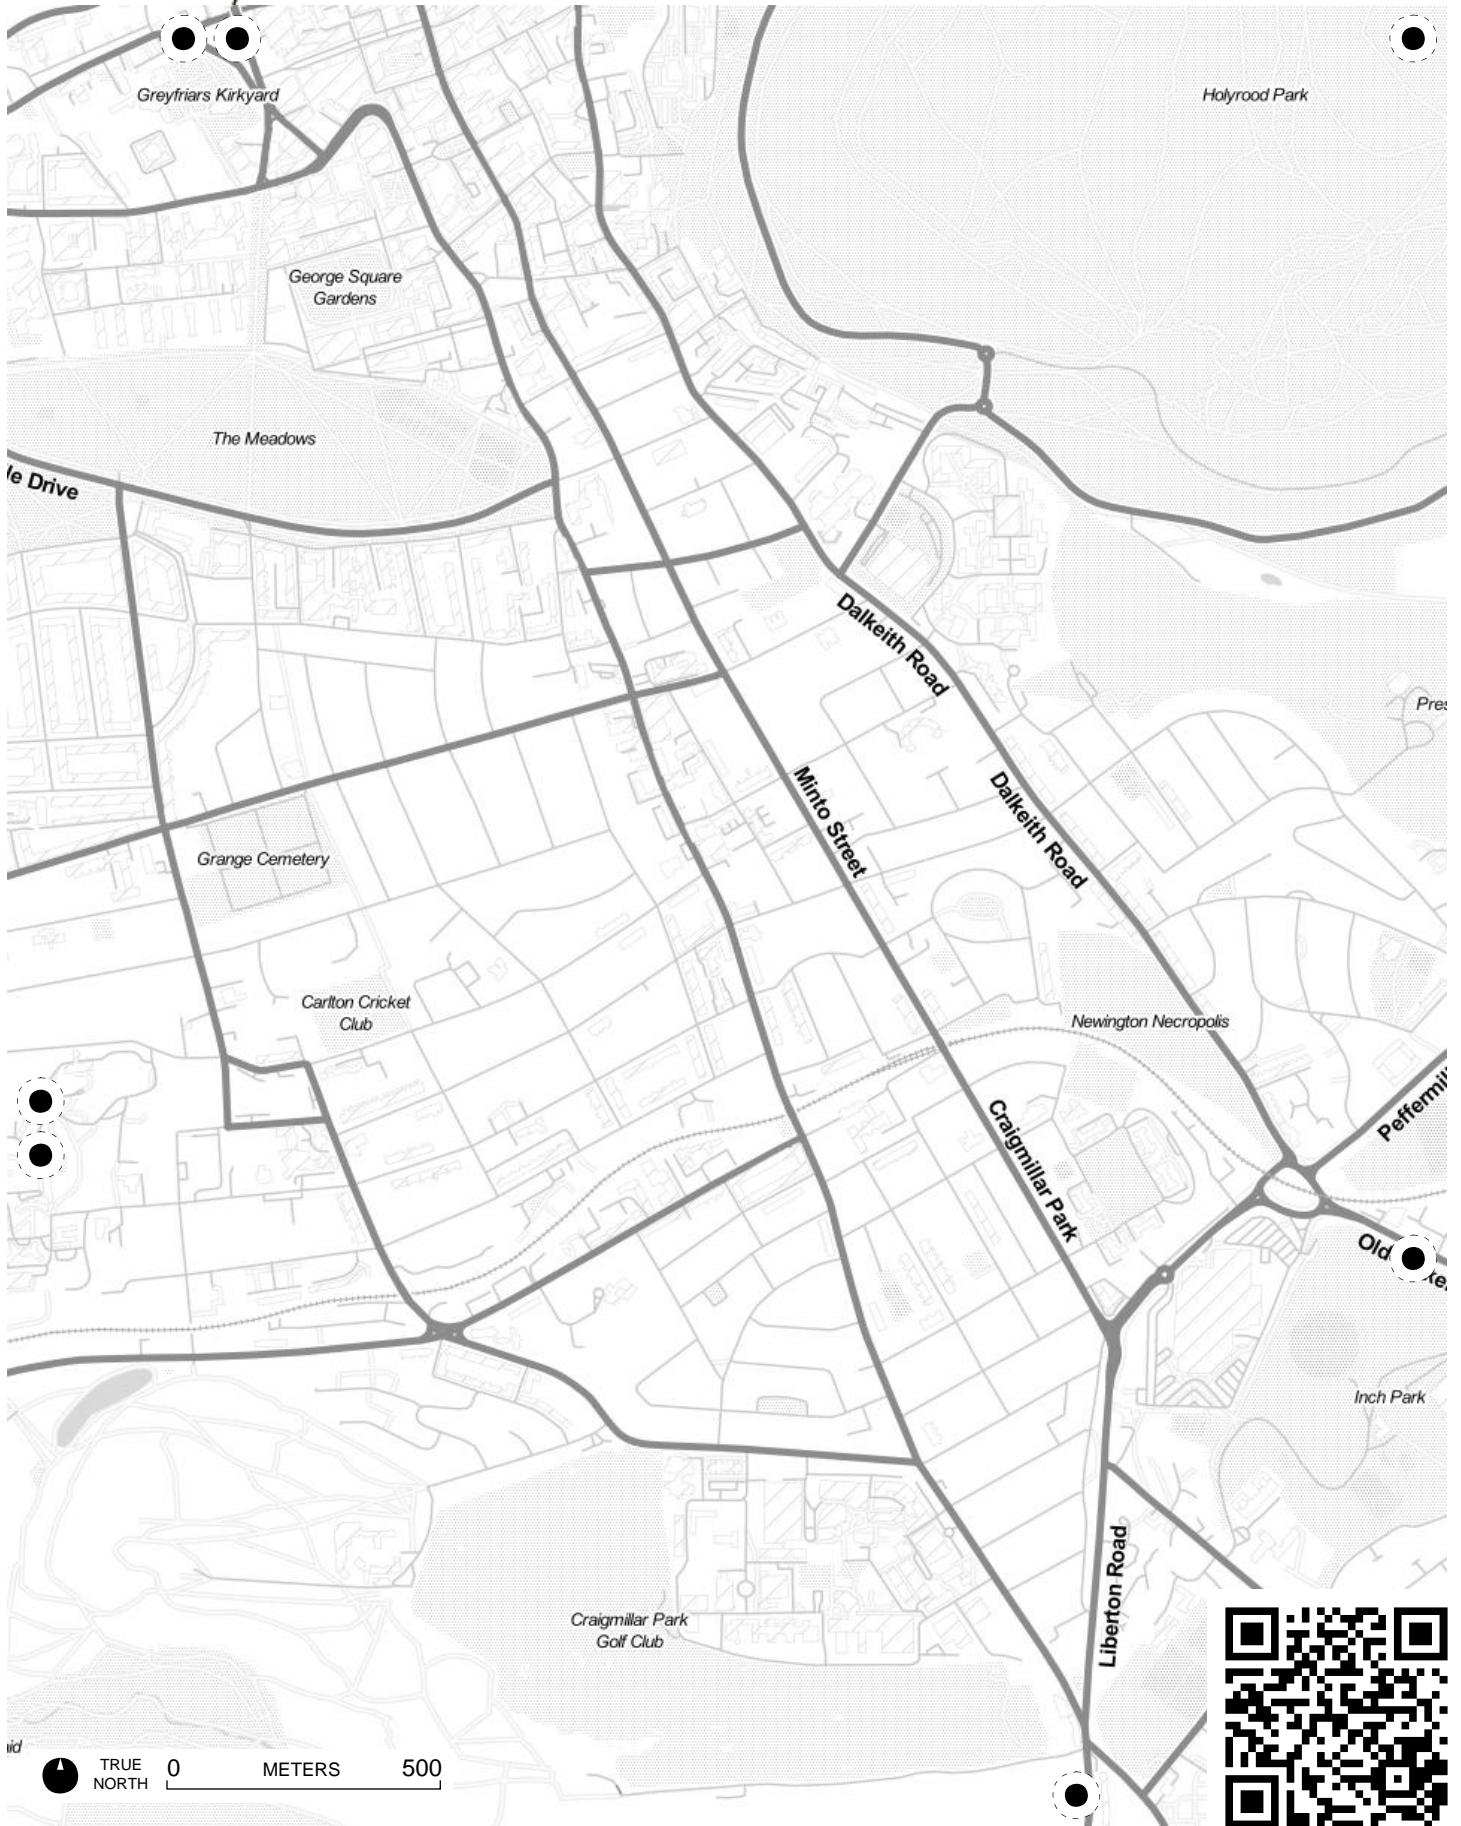 Greyfriars Kirkyard
Holyrood Park
George Square
Gardens
The Meadows
le Drive
Dalkeith Road
Pres
Minto Street
Dalkeith Road
Grange Cemetery
Carlton Cricket
Club
Newington Necropolis
Peffermil
Craigmillar Park
Old
Inch Park
Craigmillar Park
Golf Club
Liberton Road
aid
TRUE
NORTH
0
METERS
500